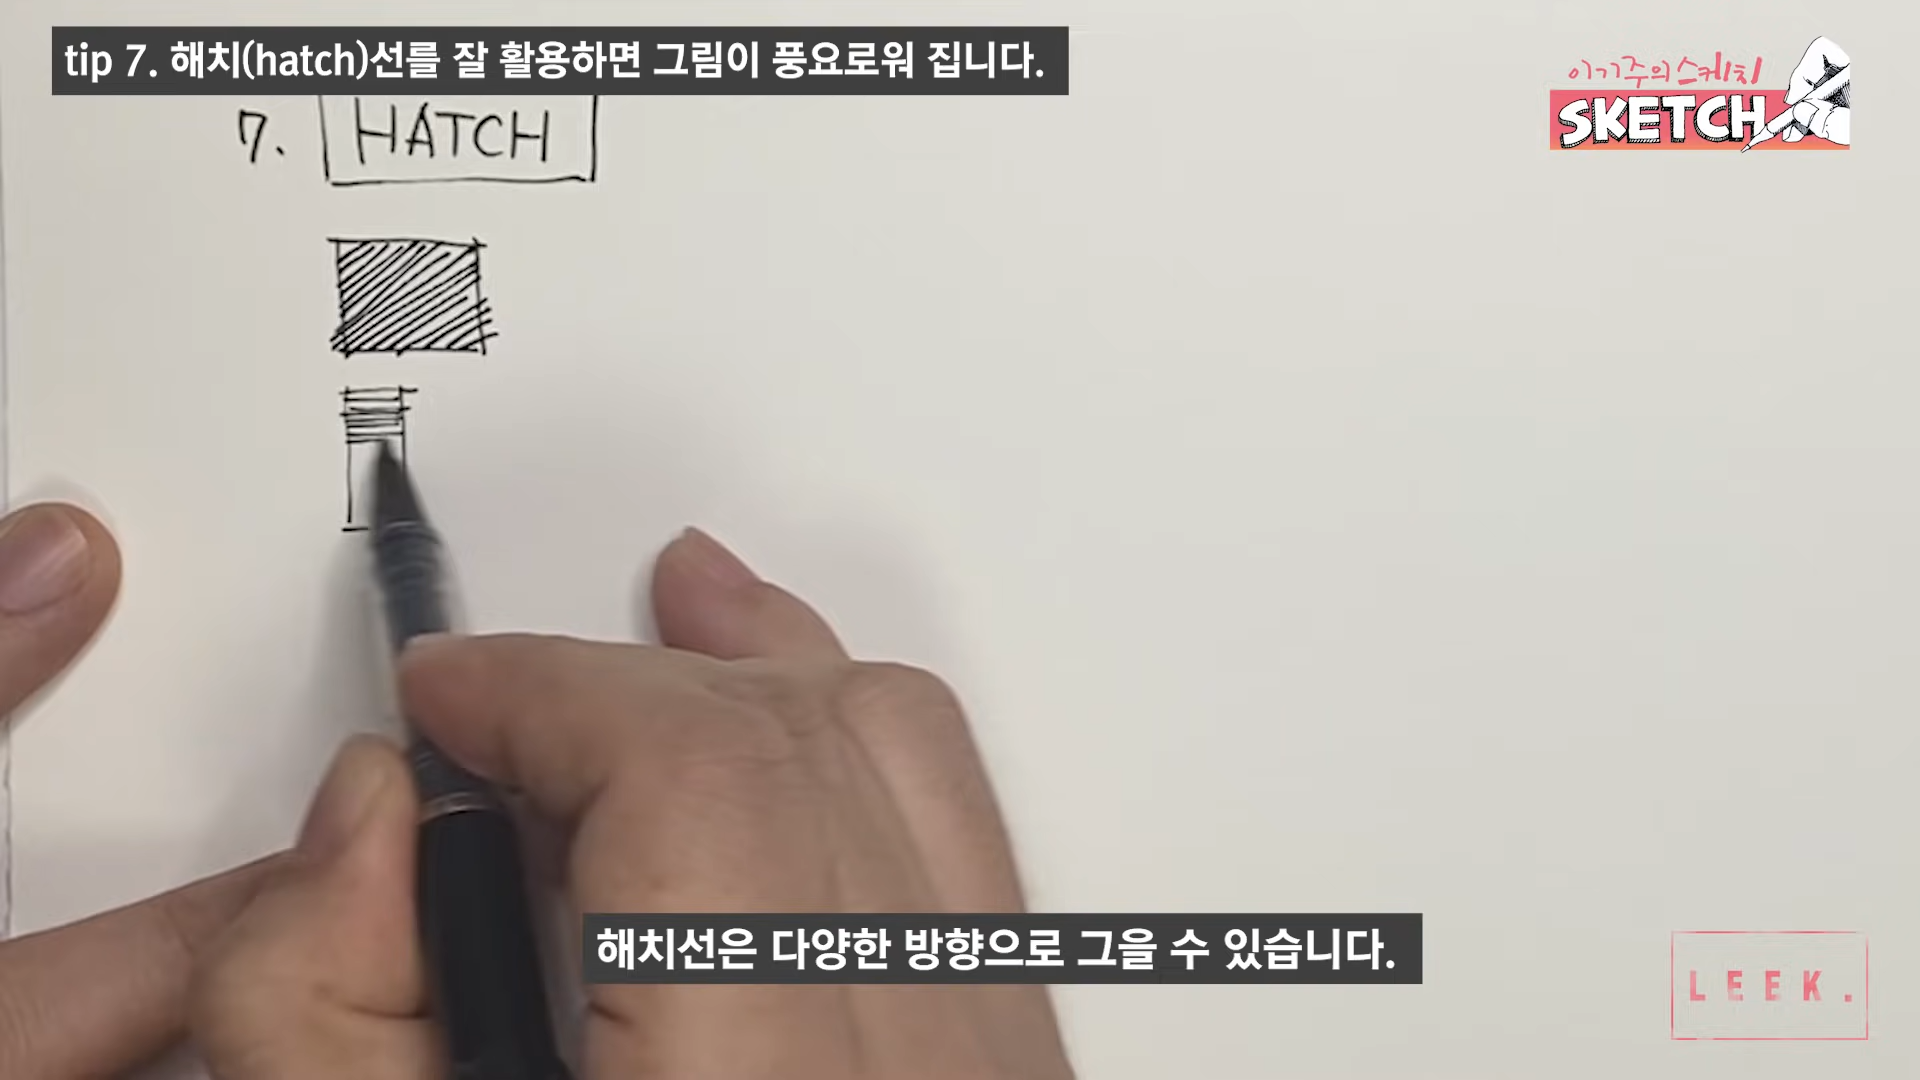 tip 7. 해치(hatch)선를 잘 활용하면 그림이 풍요로워 집니다.
이기주의 스케치
SKETCH
7. HATCH
해치선은 다양한 방향으로 그을 수 있습니다.
LEEK.